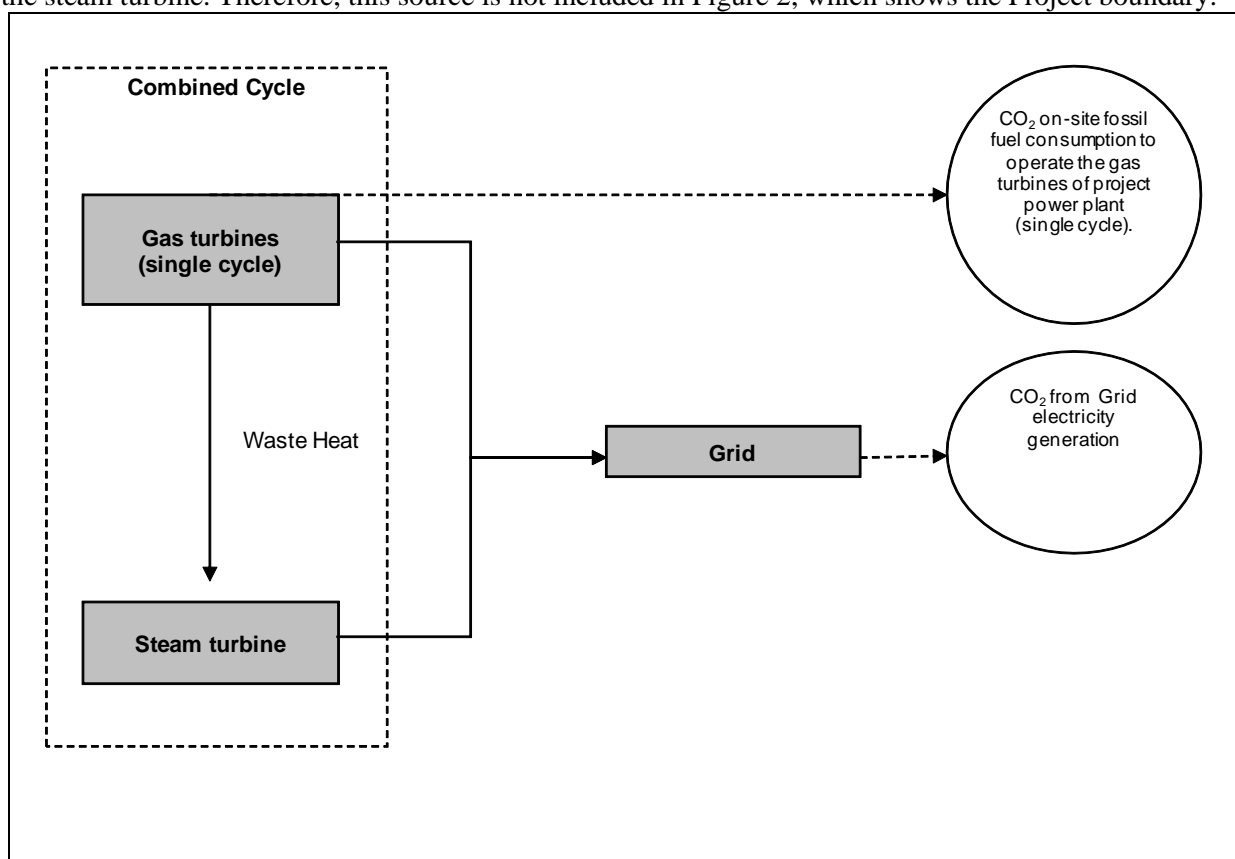 the steam turbine. Therefore, this source is not included in Figure 2, which shows the Project boundary.
Combined Cycle
CO₂ on-site fossil
fuel consumption to
operate the gas
turbines of project
power plant
(single cycle).
Gas turbines
(single cycle)
Waste Heat
CO₂ from Grid
electricity
generation
Grid
Steam turbine